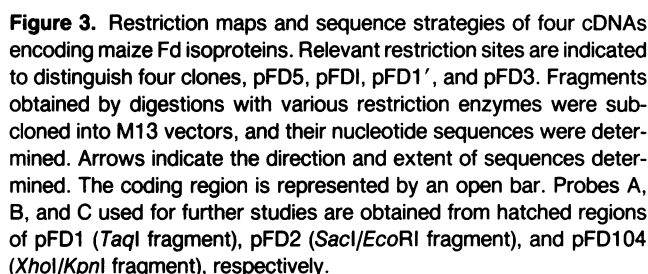 Figure 3. Restriction maps and sequence strategies of four cDNAs
encoding maize Fd isoproteins. Relevant restriction sites are indicated
to distinguish four clones, pFD5, pFDI, pFD1′, and pFD3. Fragments
obtained by digestions with various restriction enzymes were sub-
cloned into M13 vectors, and their nucleotide sequences were deter-
mined. Arrows indicate the direction and extent of sequences deter-
mined. The coding region is represented by an open bar. Probes A,
B, and C used for further studies are obtained from hatched regions
of pFD1 (TaqI fragment), pFD2 (SacI/EcoRI fragment), and pFD104
(XhoI/KpnI fragment), respectively.